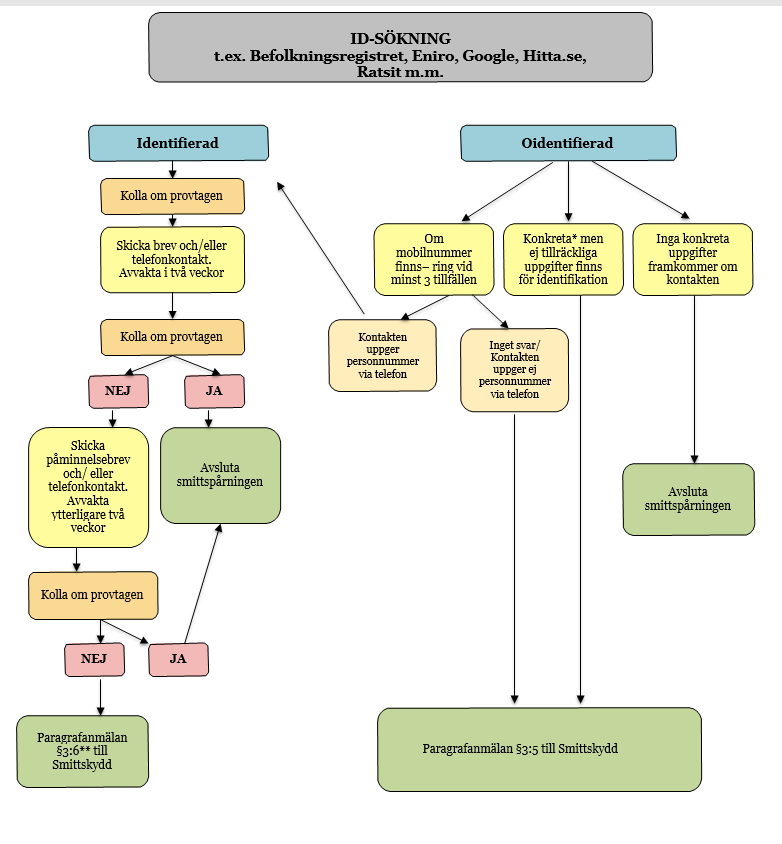 ID-SÖKNING
t.ex. Befolkningsregistret, Eniro, Google, Hitta.se,
Ratsit m.m.
Identifierad
Kolla om provtagen
Skicka brev och/eller
telefonkontakt.
Avvakta i två veckor
Kolla om provtagen
NEJ
JA
Skicka
påminnelsebrev
och/ eller
telefonkontakt.
Avvakta
ytterligare två
veckor
Avsluta
smittspårningen
Kolla om provtagen
NEJ
JA
Paragrafanmälan
§3:6** till
Smittskydd
Oidentifierad
Om
mobilnummer
finns– ring vid
minst 3 tillfällen
Konkreta* men
ej tillräckliga
uppgifter finns
för identifikation
Inga konkreta
uppgifter
framkommer om
kontakten
Kontakten
uppger
personnummer
via telefon
Inget svar/
Kontakten
uppger ej
personnummer
via telefon
Avsluta
smittspårningen
Paragrafanmälan §3:5 till Smittskydd